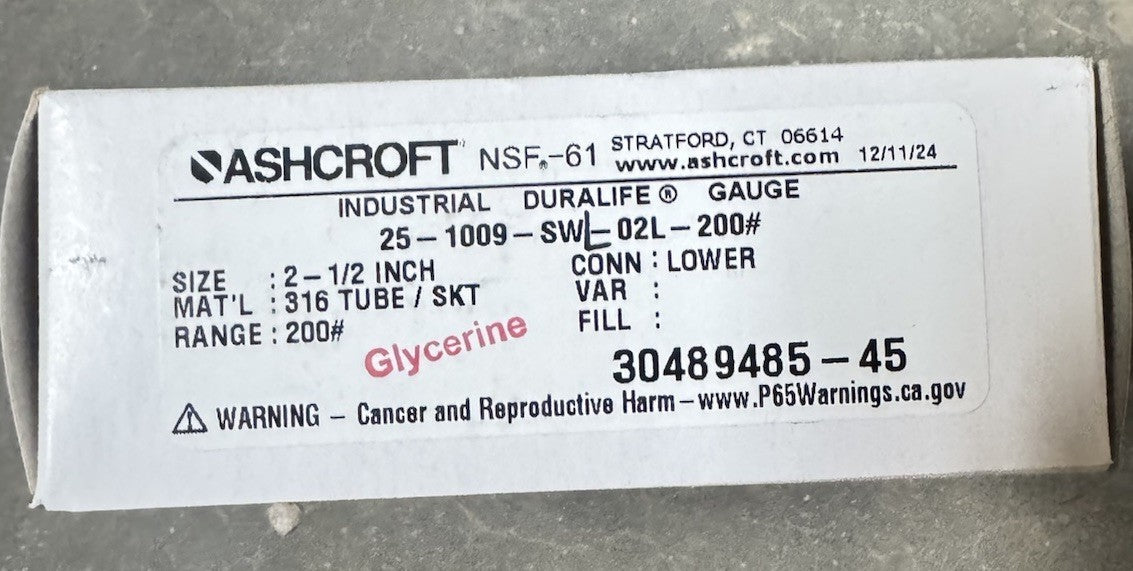 ASHCROFT™ NSF®-61 STRATFORD, CT 06614
www.ashcroft.com 12/11/24
INDUSTRIAL DURALIFE® GAUGE
25-1009-SWL-02L-200#
SIZE : 2-1/2 INCH
MAT'L : 316 TUBE / SKT
RANGE : 200#
CONN : LOWER
VAR :
FILL :
Glycerine
30489485-45
⚠ WARNING - Cancer and Reproductive Harm-www.P65Warnings.ca.gov